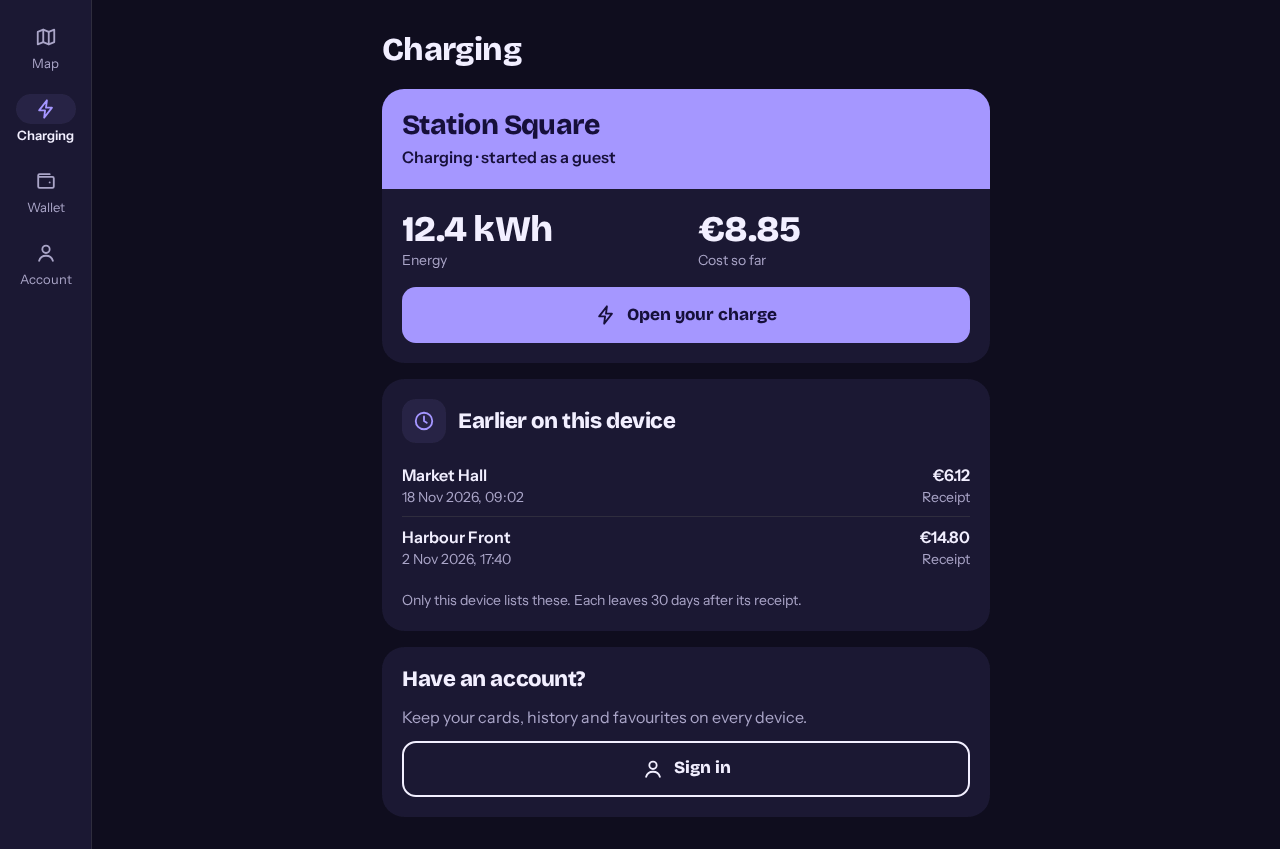 Map
Charging
Wallet
Account
Charging
Station Square
Charging · started as a guest
12.4 kWh
€8.85
Energy
Cost so far
Open your charge
Earlier on this device
Market Hall
€6.12
18 Nov 2026, 09:02
Receipt
Harbour Front
€14.80
2 Nov 2026, 17:40
Receipt
Only this device lists these. Each leaves 30 days after its receipt.
Have an account?
Keep your cards, history and favourites on every device.
Sign in